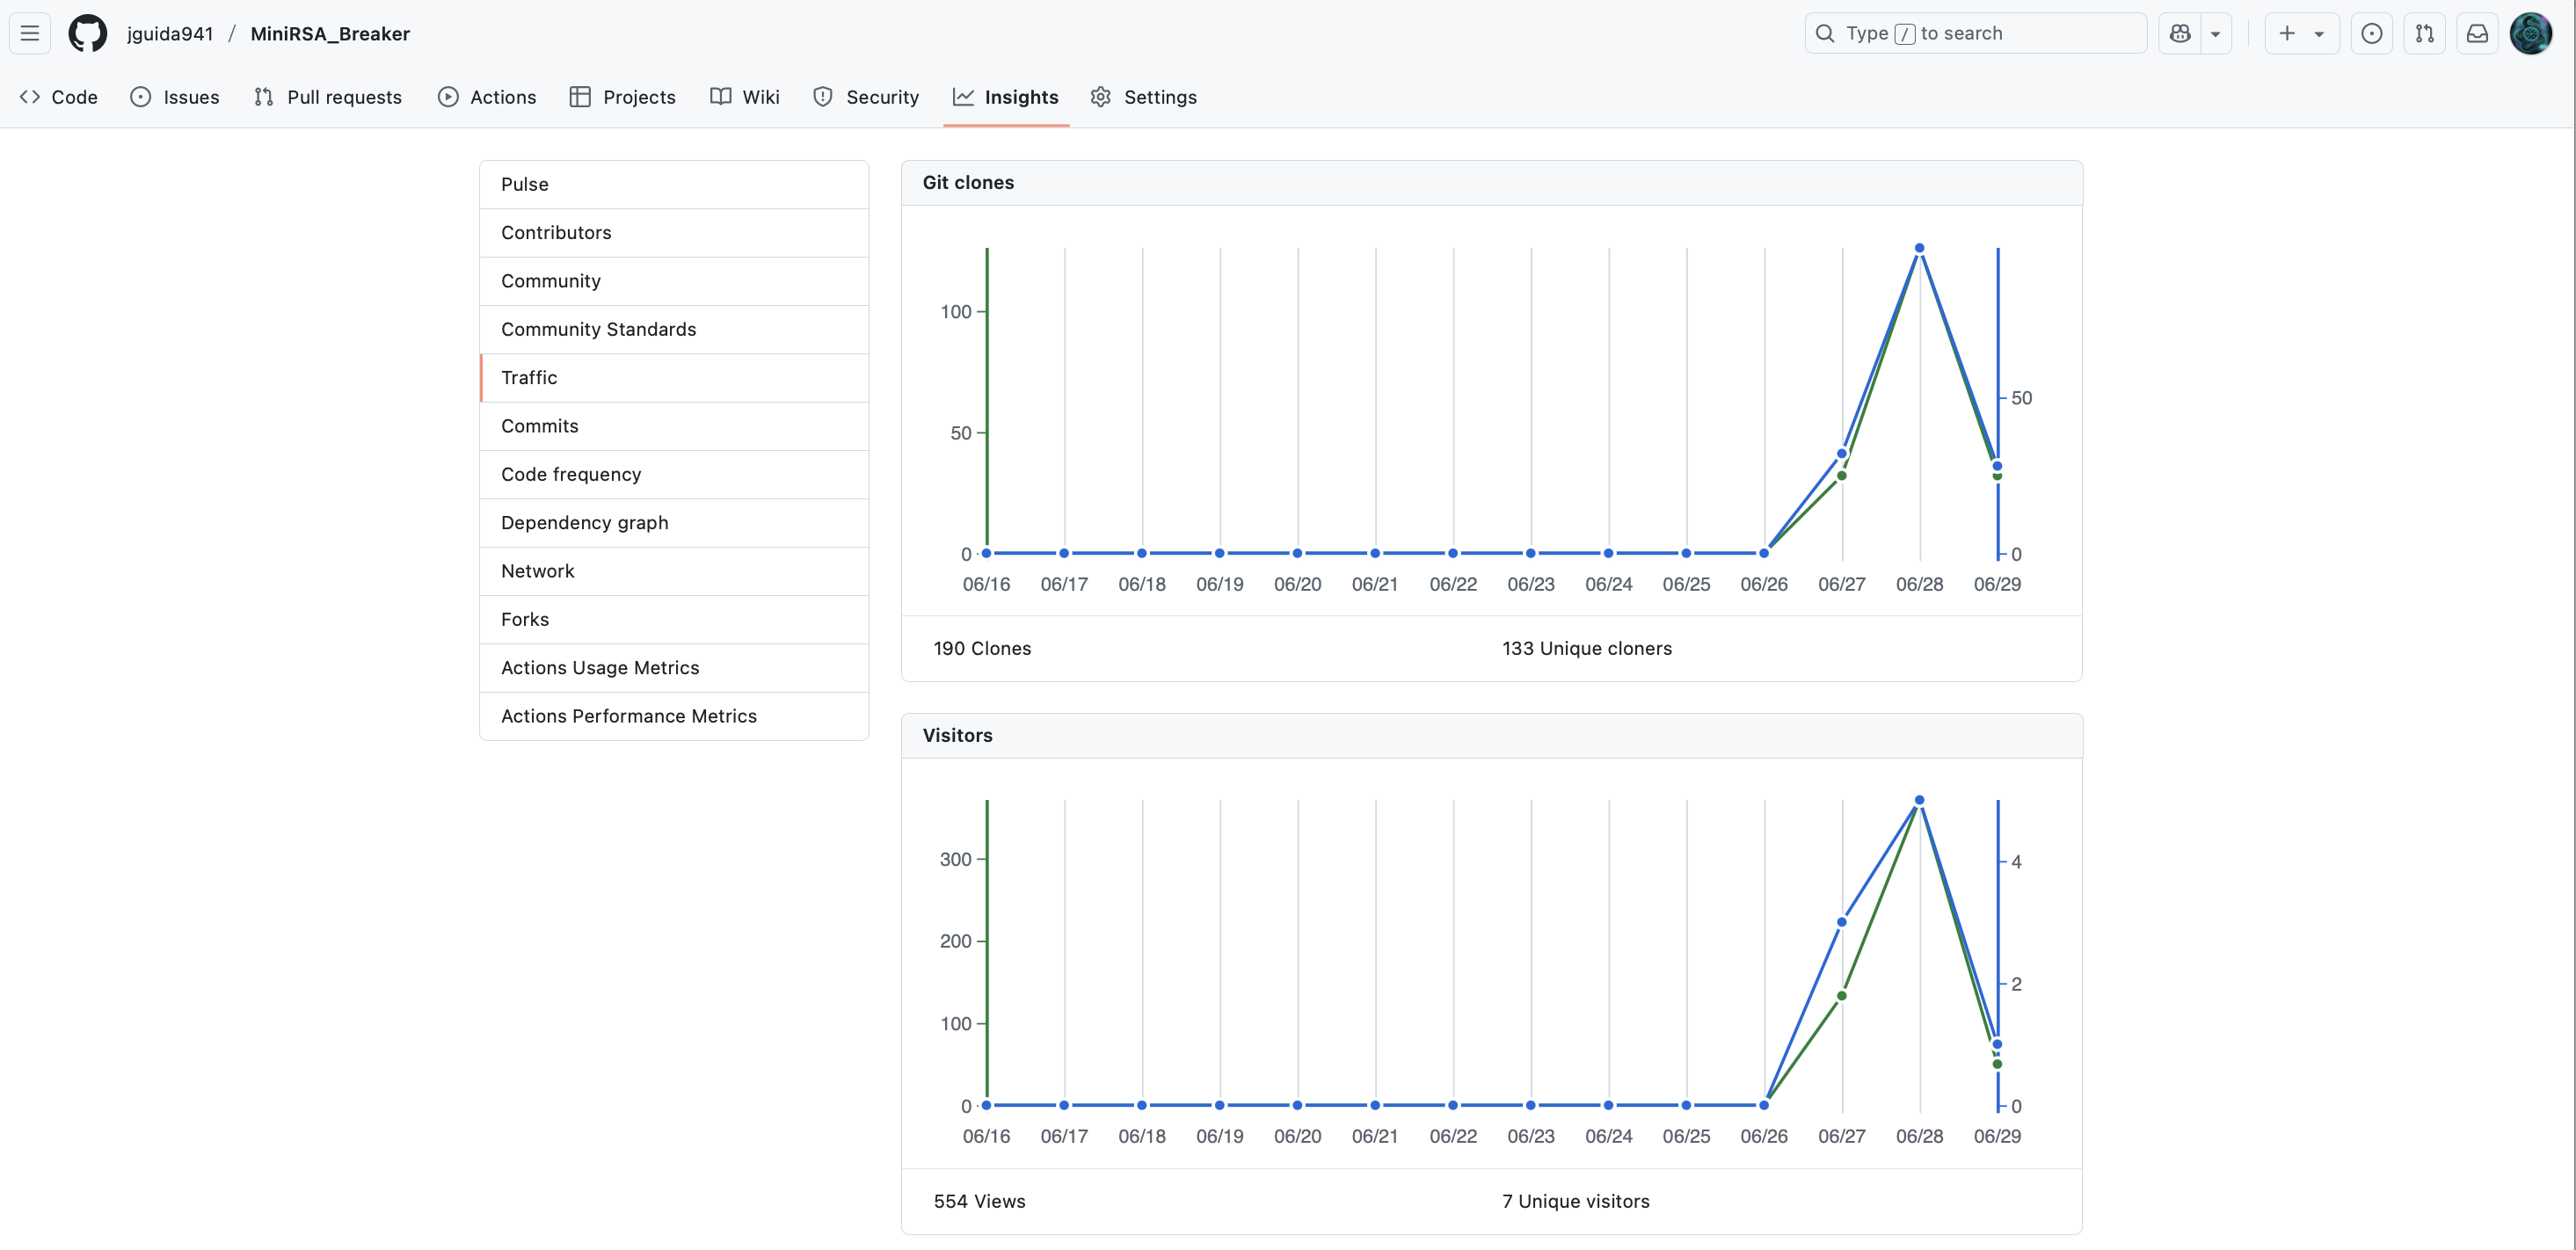 jguida941 / MiniRSA_Breaker
Type / to search
Code Issues Pull requests Actions Projects Wiki Security Insights Settings
Pulse
Contributors
Community
Community Standards
Traffic
Commits
Code frequency
Dependency graph
Network
Forks
Actions Usage Metrics
Actions Performance Metrics
Git clones
100
50
0
50
0
06/16 06/17 06/18 06/19 06/20 06/21 06/22 06/23 06/24 06/25 06/26 06/27 06/28 06/29
190 Clones 133 Unique cloners
Visitors
300
200
100
0
4
2
0
06/16 06/17 06/18 06/19 06/20 06/21 06/22 06/23 06/24 06/25 06/26 06/27 06/28 06/29
554 Views 7 Unique visitors